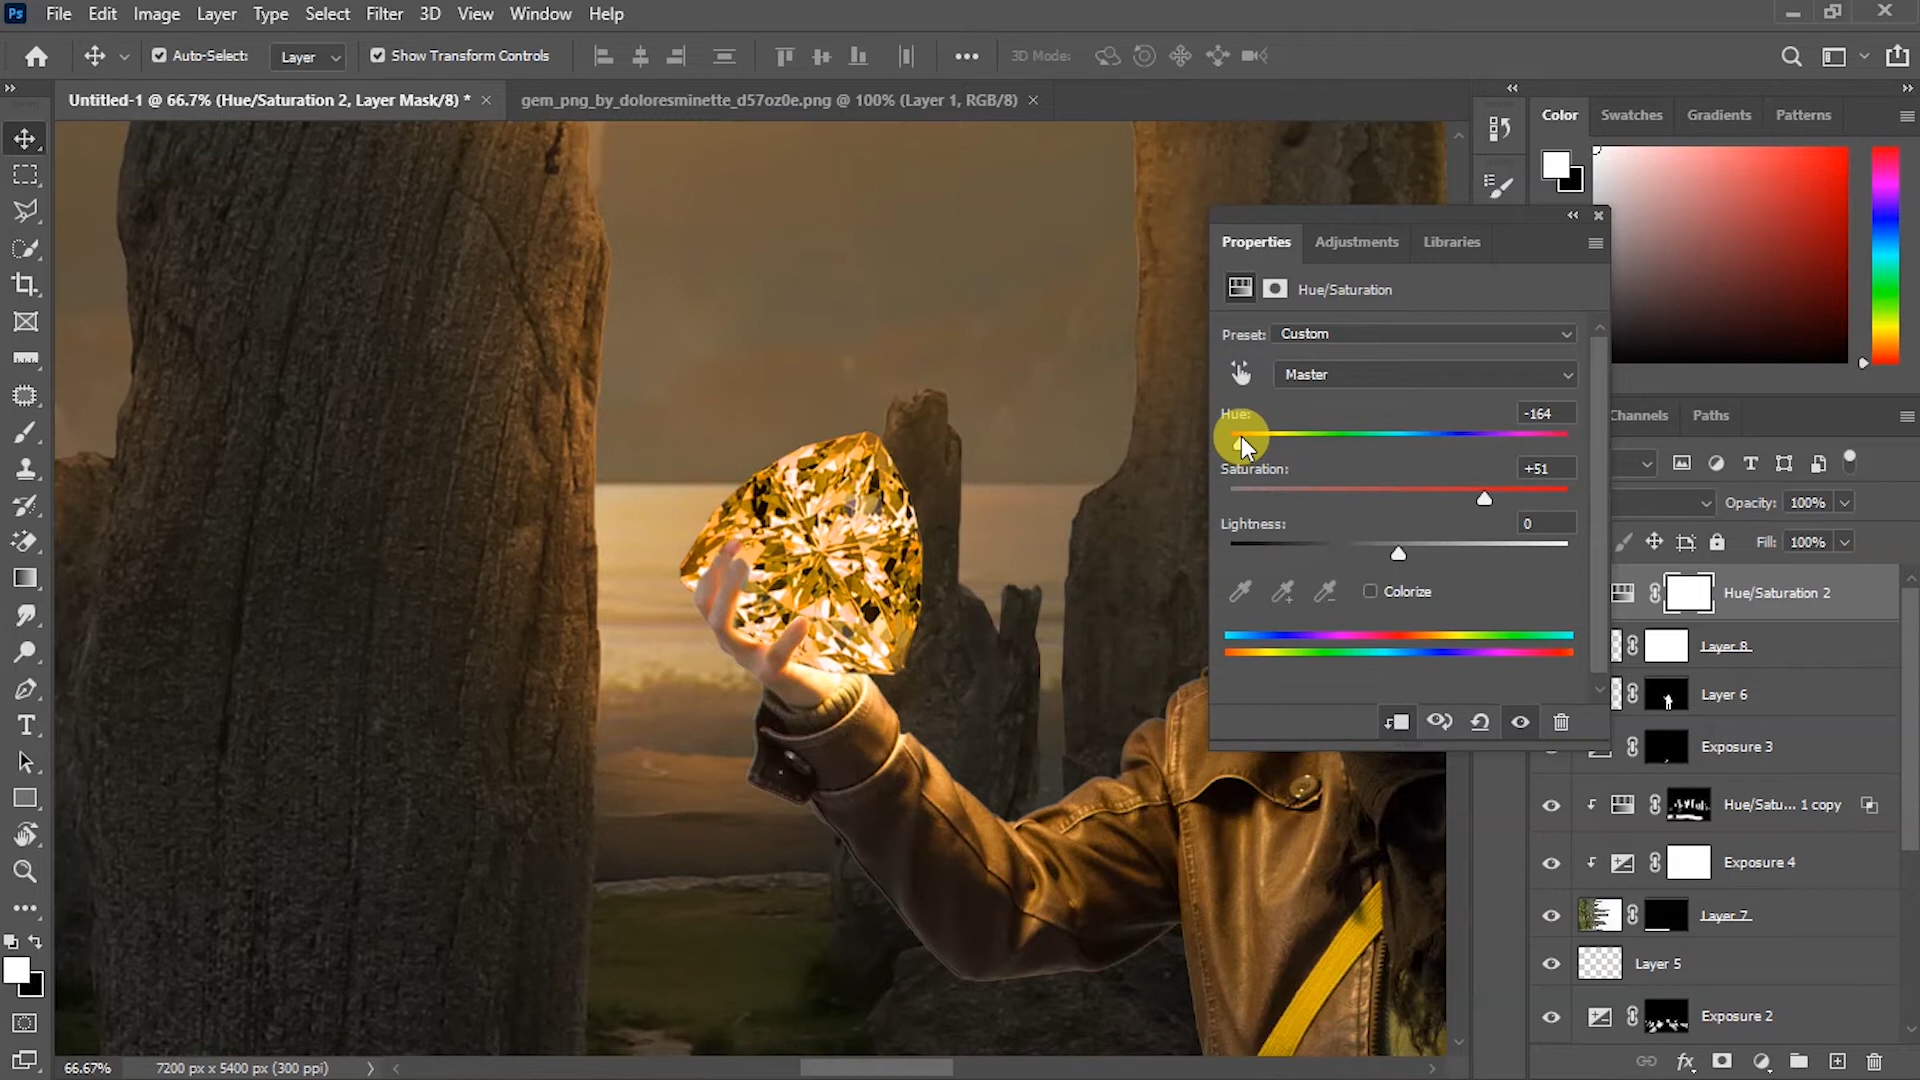 Ps File Edit Image Layer Type Select Filter 3D View Window Help
Auto-Select: Layer Show Transform Controls 3D Mode:
Untitled-1 @ 66.7% (Hue/Saturation 2, Layer Mask/8) *
gem_png_by_doloresminette_d57oz0e.png @ 100% (Layer 1, RGB/8)
Color Swatches Gradients Patterns
Properties Adjustments Libraries
Hue/Saturation
Preset: Custom
Master
Hue: -164
Saturation: +51
Lightness: 0
Colorize
Channels Paths
Opacity: 100%
Fill: 100%
Hue/Saturation 2
Layer 8
Layer 6
Exposure 3
Hue/Satu... 1 copy
Exposure 4
Layer 7
Layer 5
Exposure 2
66.67% 7200 px x 5400 px (300 ppi)
fx